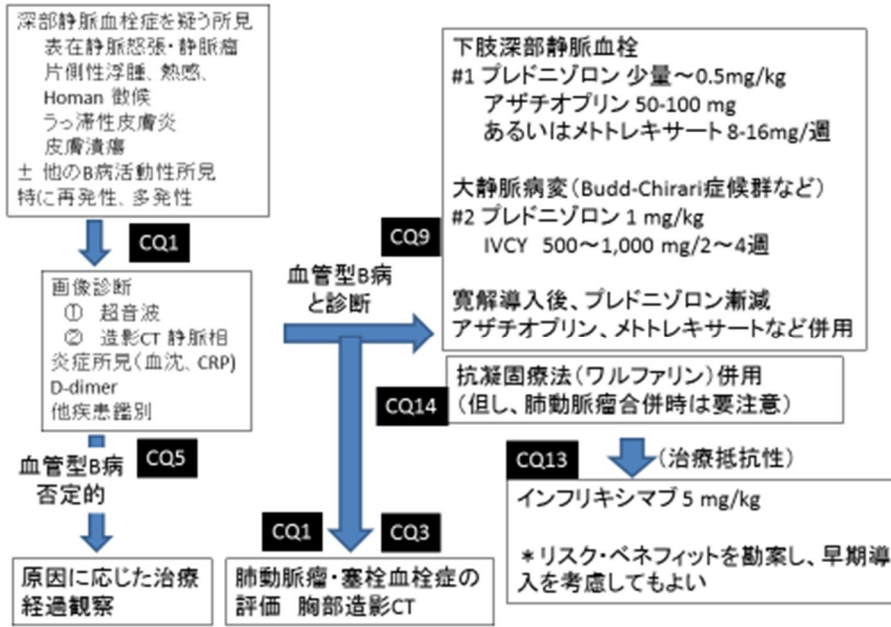 深部静脈血栓症を疑う所見
表在静脈怒張・静脈瘤
片側性浮腫、熱感、
Homan 徴候
うっ滞性皮膚炎
皮膚潰瘍
± 他のB病活動性所見
特に再発性、多発性
CQ1
画像診断
① 超音波
② 造影CT 静脈相
炎症所見(血沈、CRP)
D-dimer
他疾患鑑別
血管型B病
否定的
CQ5
原因に応じた治療
経過観察
血管型B病
と診断
CQ1
CQ3
肺動脈瘤・塞栓血栓症の
評価 胸部造影CT
CQ9
下肢深部静脈血栓
#1 プレドニゾロン 少量～0.5mg/kg
アザチオプリン 50-100 mg
あるいはメトトレキサート 8-16mg/週
大静脈病変(Budd-Chirari症候群など)
#2 プレドニゾロン 1 mg/kg
IVCY 500～1,000 mg/2～4週
寛解導入後、プレドニゾロン漸減
アザチオプリン、メトトレキサートなど併用
CQ14
抗凝固療法(ワルファリン)併用
(但し、肺動脈瘤合併時は要注意)
CQ13
(治療抵抗性)
インフリキシマブ 5 mg/kg
＊リスク・ベネフィットを勘案し、早期導
入を考慮してもよい